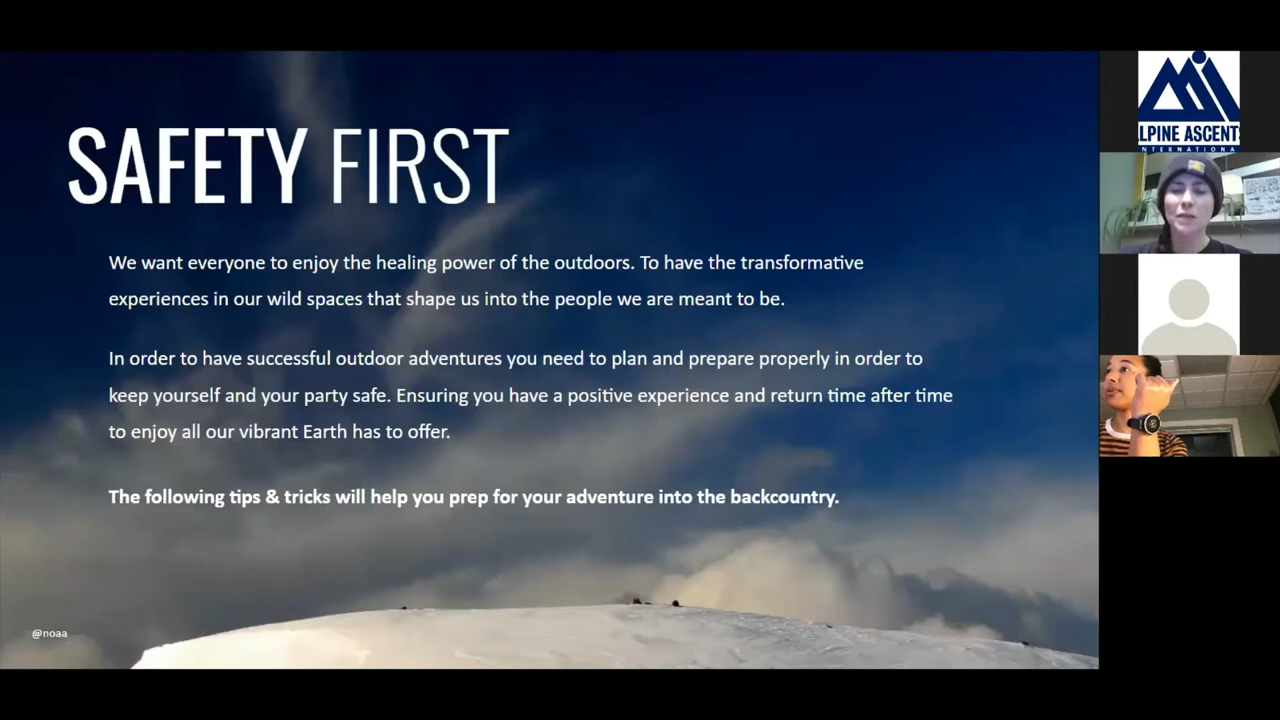 SAFETY FIRST
We want everyone to enjoy the healing power of the outdoors. To have the transformative
experiences in our wild spaces that shape us into the people we are meant to be.
In order to have successful outdoor adventures you need to plan and prepare properly in order to
keep yourself and your party safe. Ensuring you have a positive experience and return time after time
to enjoy all our vibrant Earth has to offer.
The following tips & tricks will help you prep for your adventure into the backcountry.
@noaa
LPINE ASCENTS
NTERNATIONA